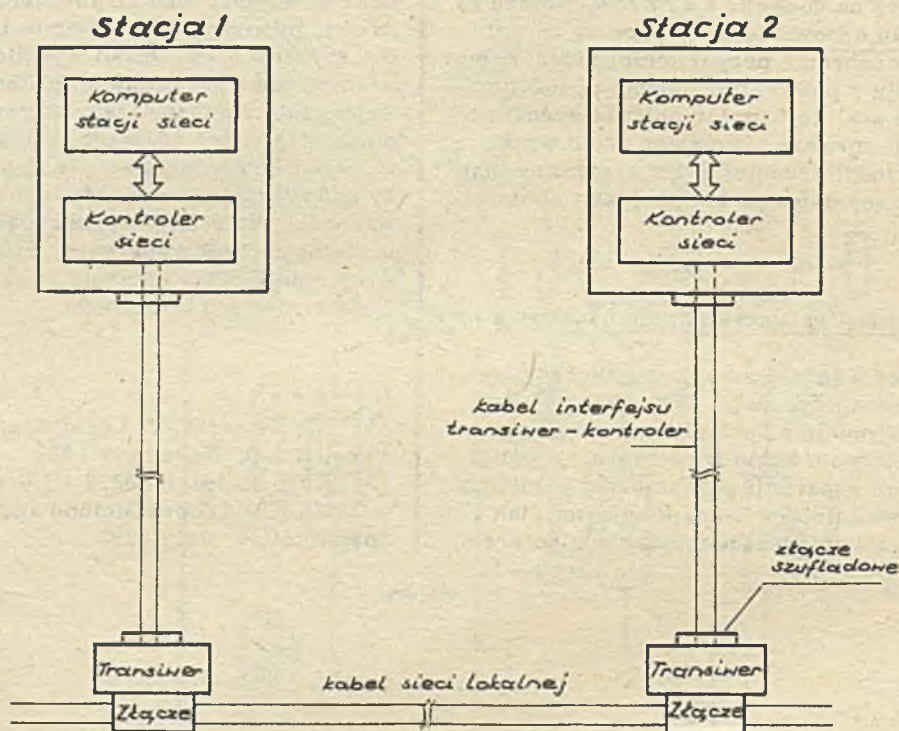 Stacja 1
Stacja 2
Komputer
stacji sieci
Komputer
stacji sieci
Kontroler
sieci
Kontroler
sieci
kabel interfejsu
transiwer-kontroler
złącze
szufladowe
Transiwer
Transiwer
kabel sieci lokalnej
Złącze
Złącze